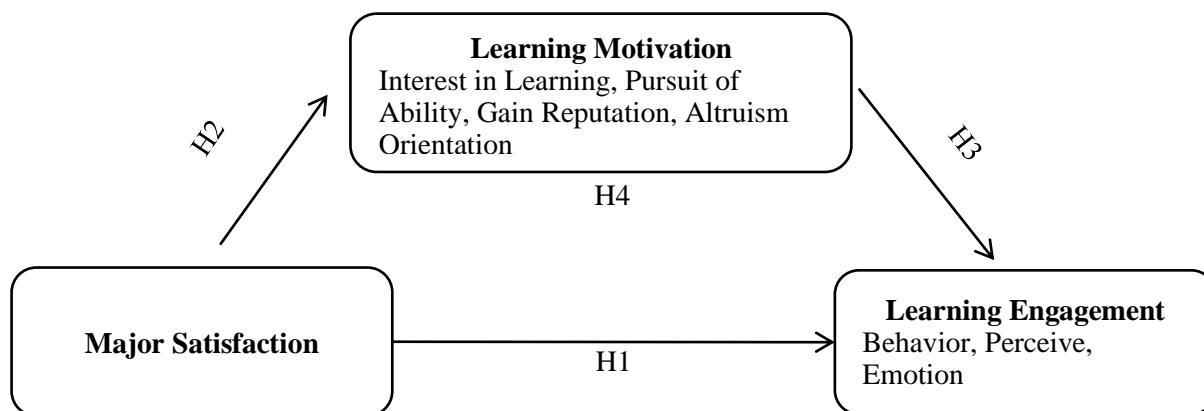 Learning Motivation
Interest in Learning, Pursuit of
Ability, Gain Reputation, Altruism
Orientation
H2
H3
H4
Major Satisfaction
H1
Learning Engagement
Behavior, Perceive,
Emotion